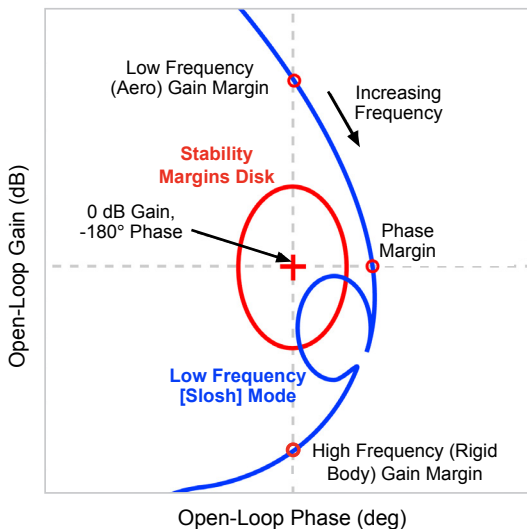 Low Frequency
(Aero) Gain Margin
Increasing
Frequency
Stability
Margins Disk
0 dB Gain,
-180° Phase
Phase
Margin
Open-Loop Gain (dB)
Low Frequency
[Slosh] Mode
High Frequency (Rigid
Body) Gain Margin
Open-Loop Phase (deg)